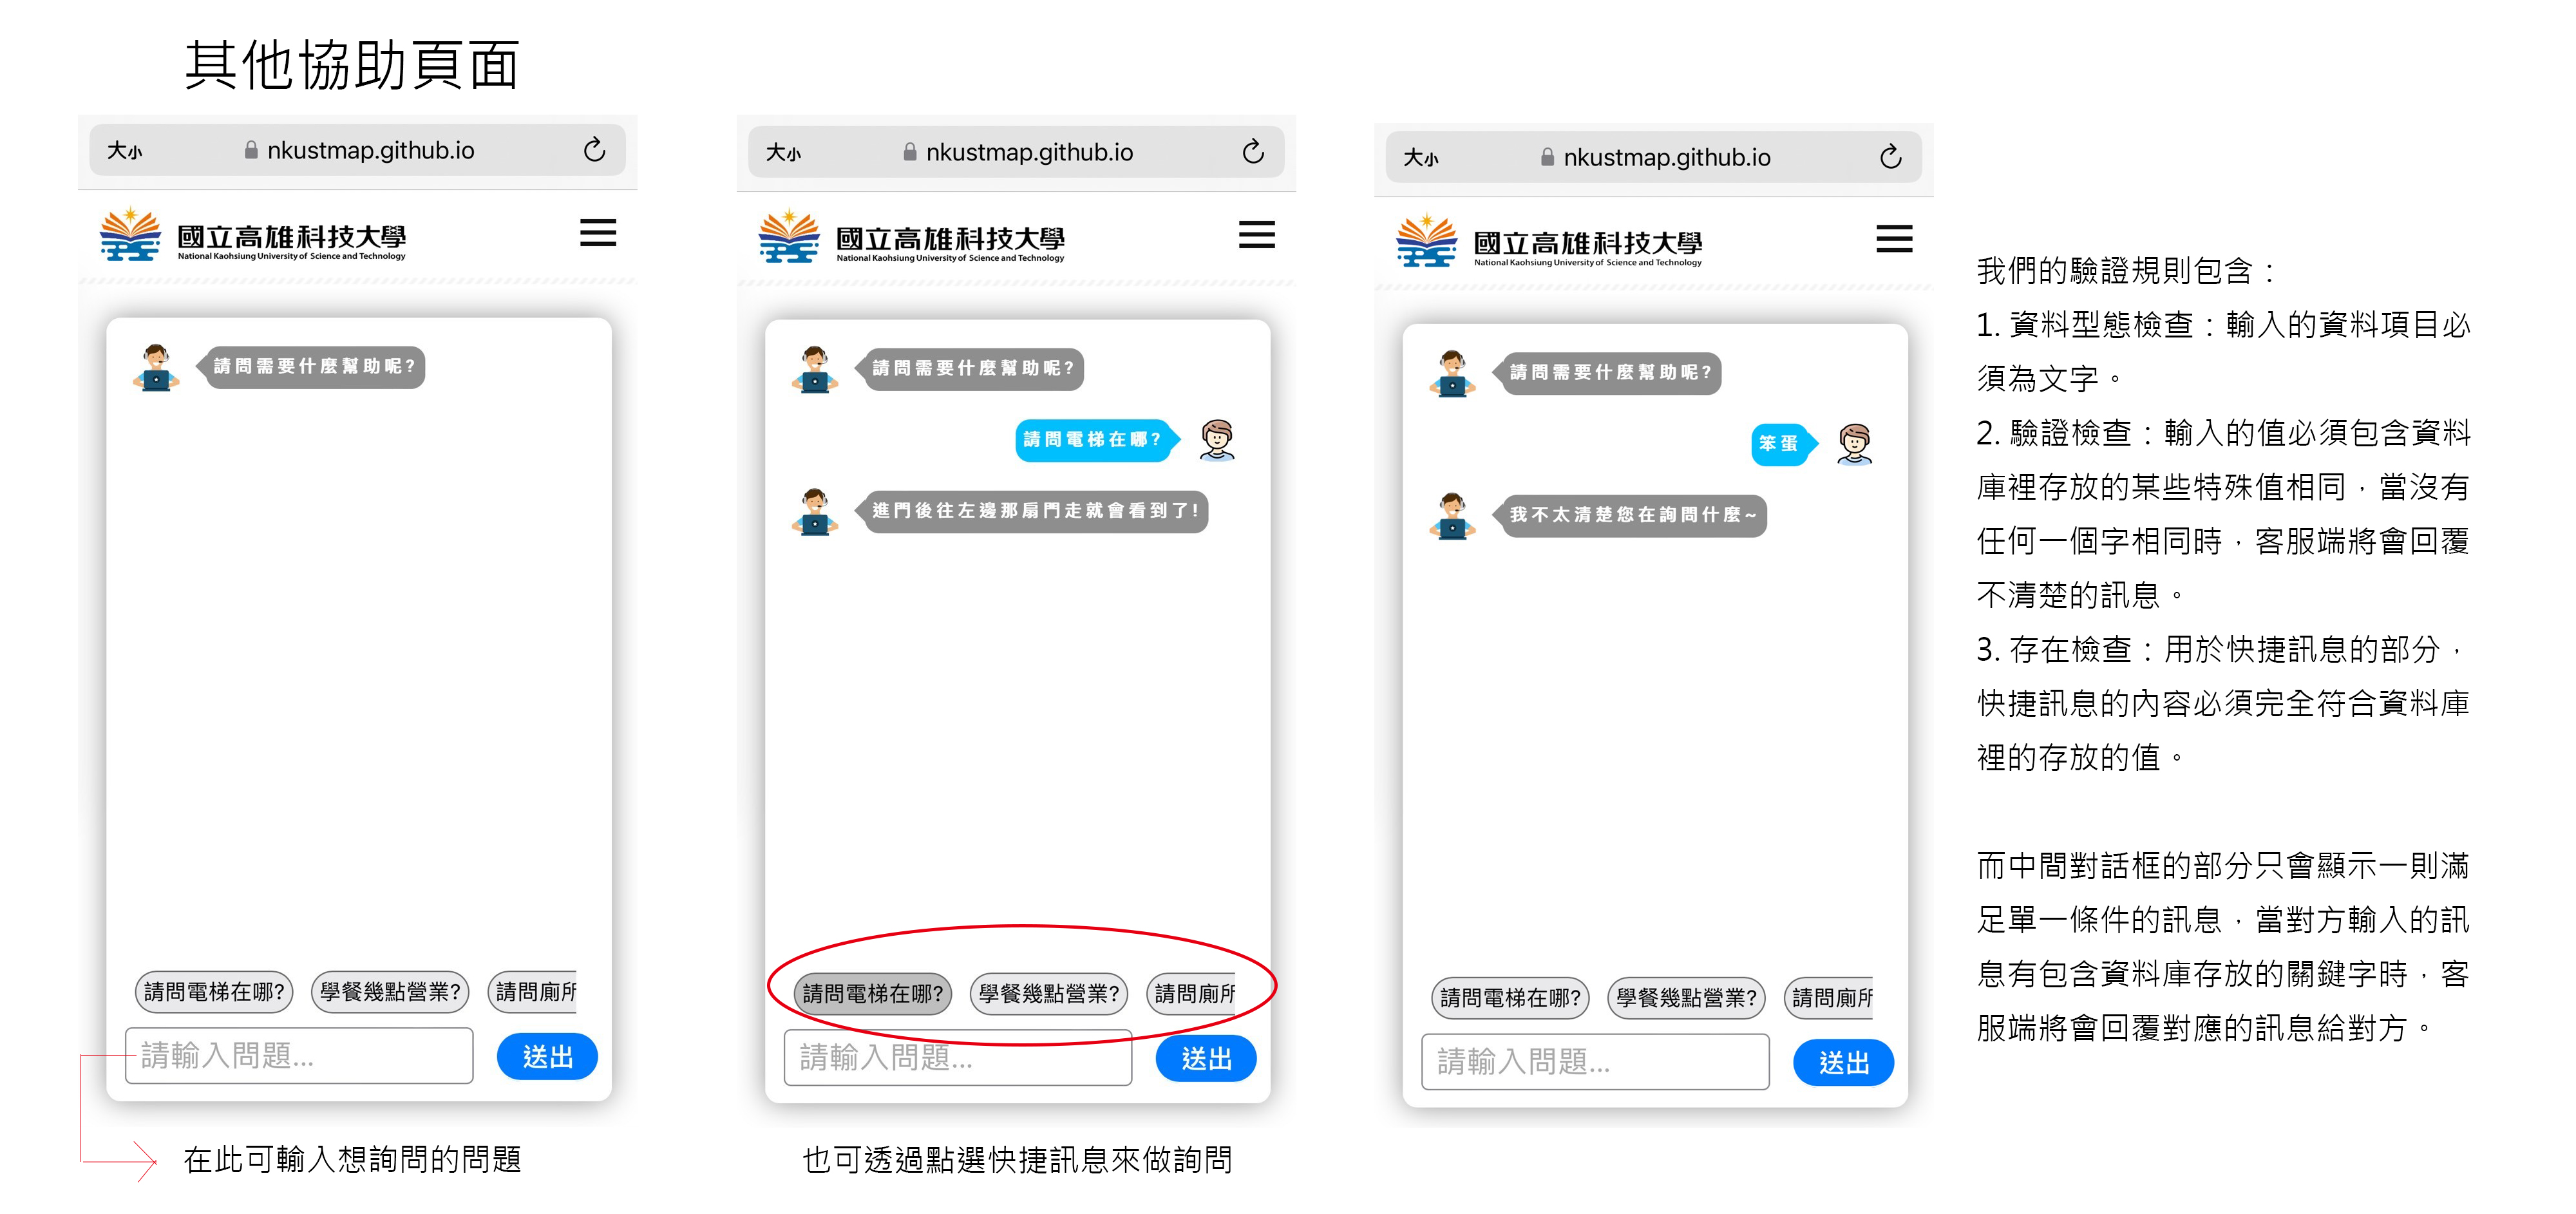 其他協助頁面
大小 nkustmap.github.io
國立高雄科技大學
National Kaohsiung University of Science and Technology
請問需要什麼幫助呢?
請問電梯在哪? 學餐幾點營業? 請問廁所
請輸入問題... 送出
在此可輸入想詢問的問題
大小 nkustmap.github.io
國立高雄科技大學
National Kaohsiung University of Science and Technology
請問需要什麼幫助呢?
請問電梯在哪?
進門後往左邊那扇門走就會看到了!
請問電梯在哪? 學餐幾點營業? 請問廁所
請輸入問題... 送出
也可透過點選快捷訊息來做詢問
大小 nkustmap.github.io
國立高雄科技大學
National Kaohsiung University of Science and Technology
請問需要什麼幫助呢?
笨蛋
我不太清楚您在詢問什麼~
請問電梯在哪? 學餐幾點營業? 請問廁所
請輸入問題... 送出
我們的驗證規則包含：
1. 資料型態檢查：輸入的資料項目必
須為文字。
2. 驗證檢查：輸入的值必須包含資料
庫裡存放的某些特殊值相同，當沒有
任何一個字相同時，客服端將會回覆
不清楚的訊息。
3. 存在檢查：用於快捷訊息的部分，
快捷訊息的內容必須完全符合資料庫
裡的存放的值。
而中間對話框的部分只會顯示一則滿
足單一條件的訊息，當對方輸入的訊
息有包含資料庫存放的關鍵字時，客
服端將會回覆對應的訊息給對方。